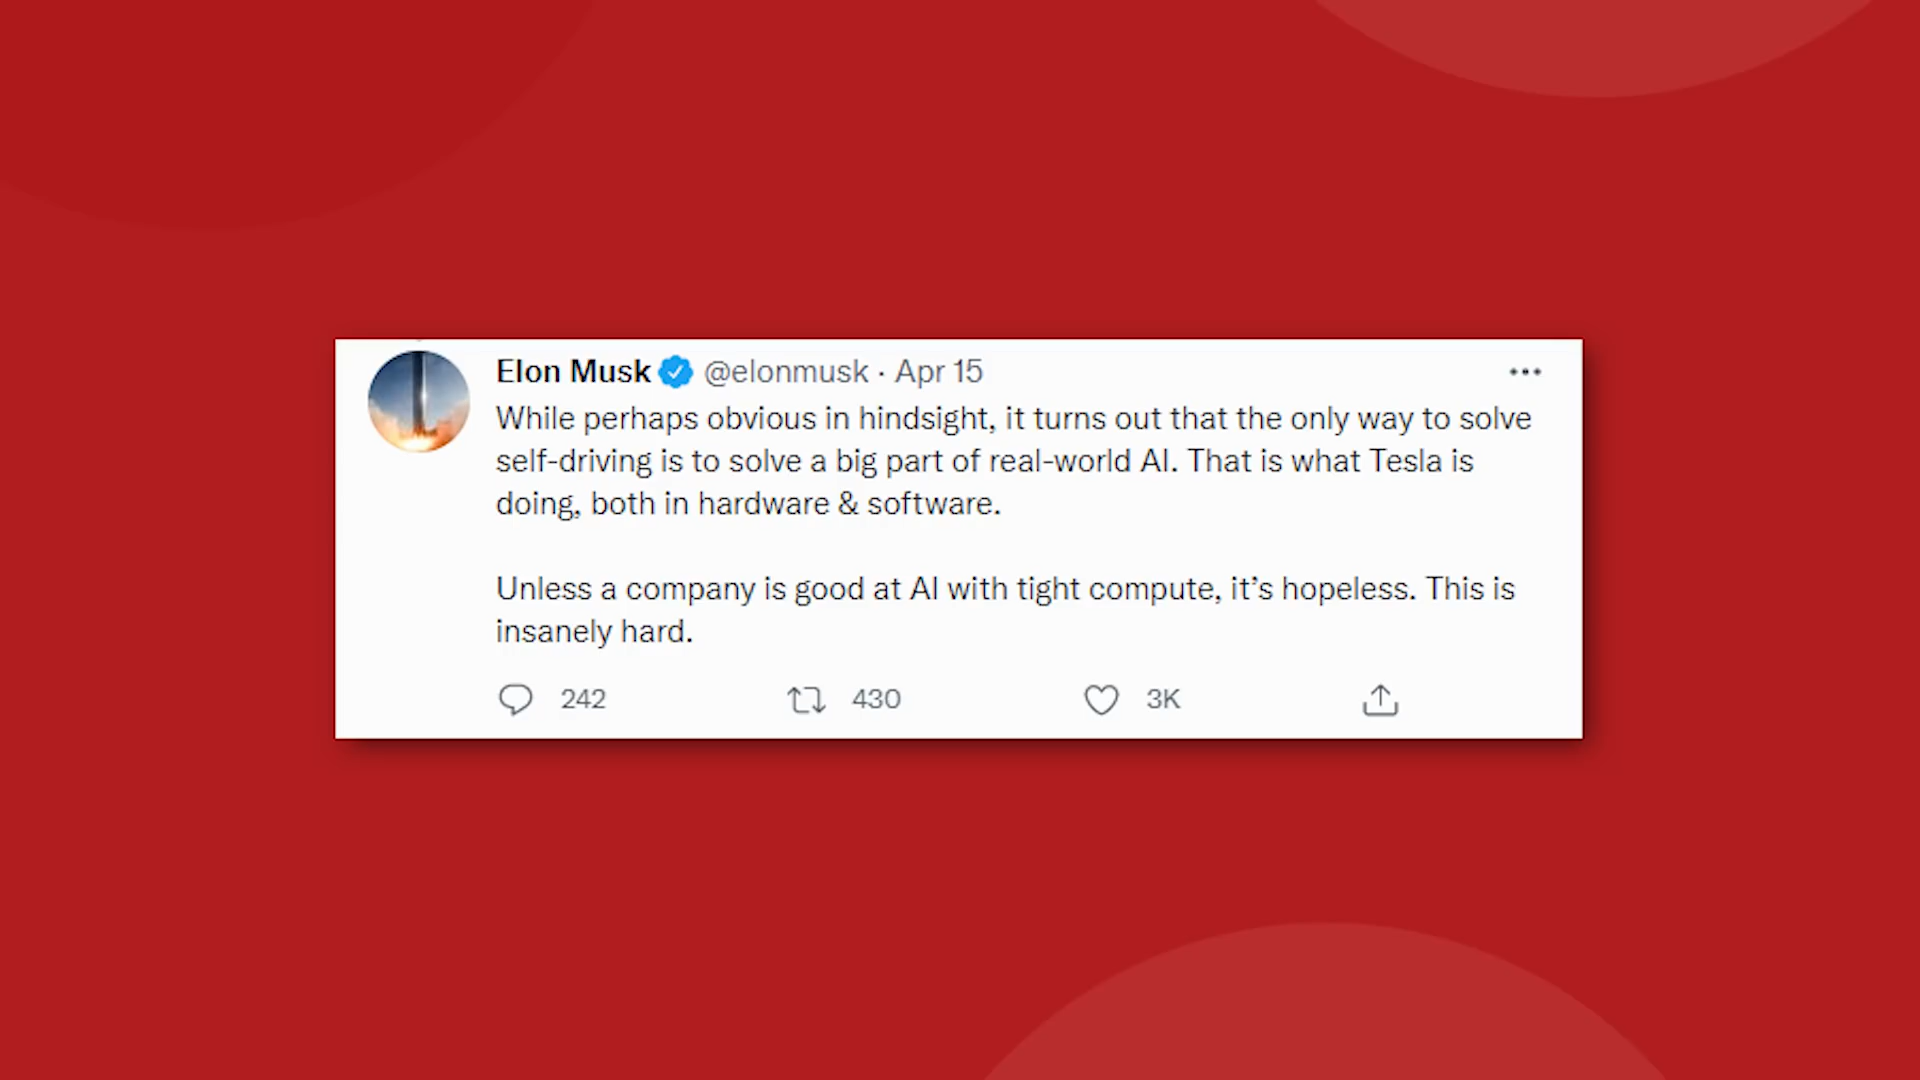 Elon Musk @elonmusk · Apr 15
While perhaps obvious in hindsight, it turns out that the only way to solve
self-driving is to solve a big part of real-world AI. That is what Tesla is
doing, both in hardware & software.
Unless a company is good at AI with tight compute, it’s hopeless. This is
insanely hard.
242 430 3K